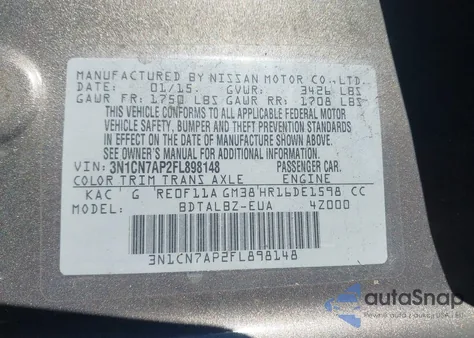 MANUFACTURED BY NISSAN MOTOR CO., LTD.
DATE: 01/15 GVWR: 3426 LBS
GAWR FR: 1750 LBS GAWR RR: 1708 LBS
THIS VEHICLE CONFORMS TO ALL APPLICABLE FEDERAL MOTOR
VEHICLE SAFETY, BUMPER AND THEFT PREVENTION STANDARDS
IN EFFECT ON THE DATE OF MANUFACTURE SHOWN ABOVE.
SEE OWNER'S MANUAL FOR ADDITIONAL INFORMATION.
VIN: 3N1CN7AP2FL898148 PASSENGER CAR
COLOR TRIM TRANS AXLE ENGINE
KAC G RE0F11A GM38 HR16DE1598 CC
MODEL: BDTALBZ-EUA 4Z000
3N1CN7AP2FL898148
autoSnap